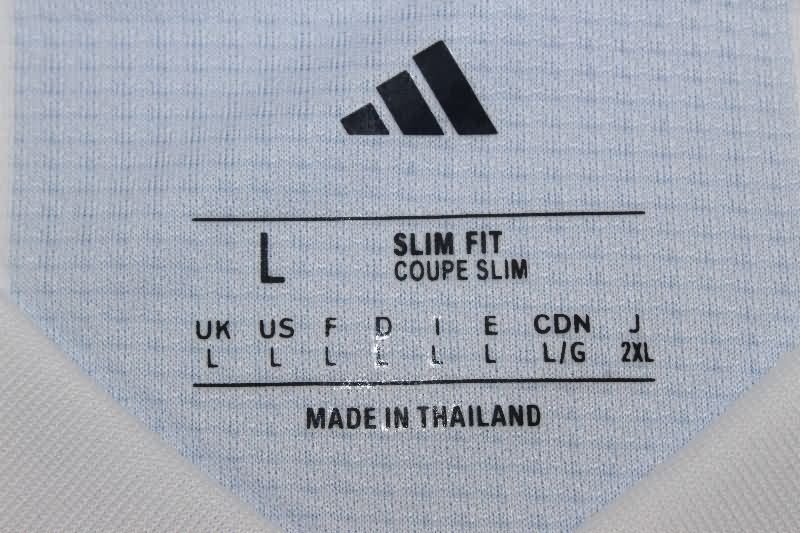 L SLIM FIT
COUPE SLIM
UK US F D I E CDN J
L L L L L L L/G 2XL
MADE IN THAILAND